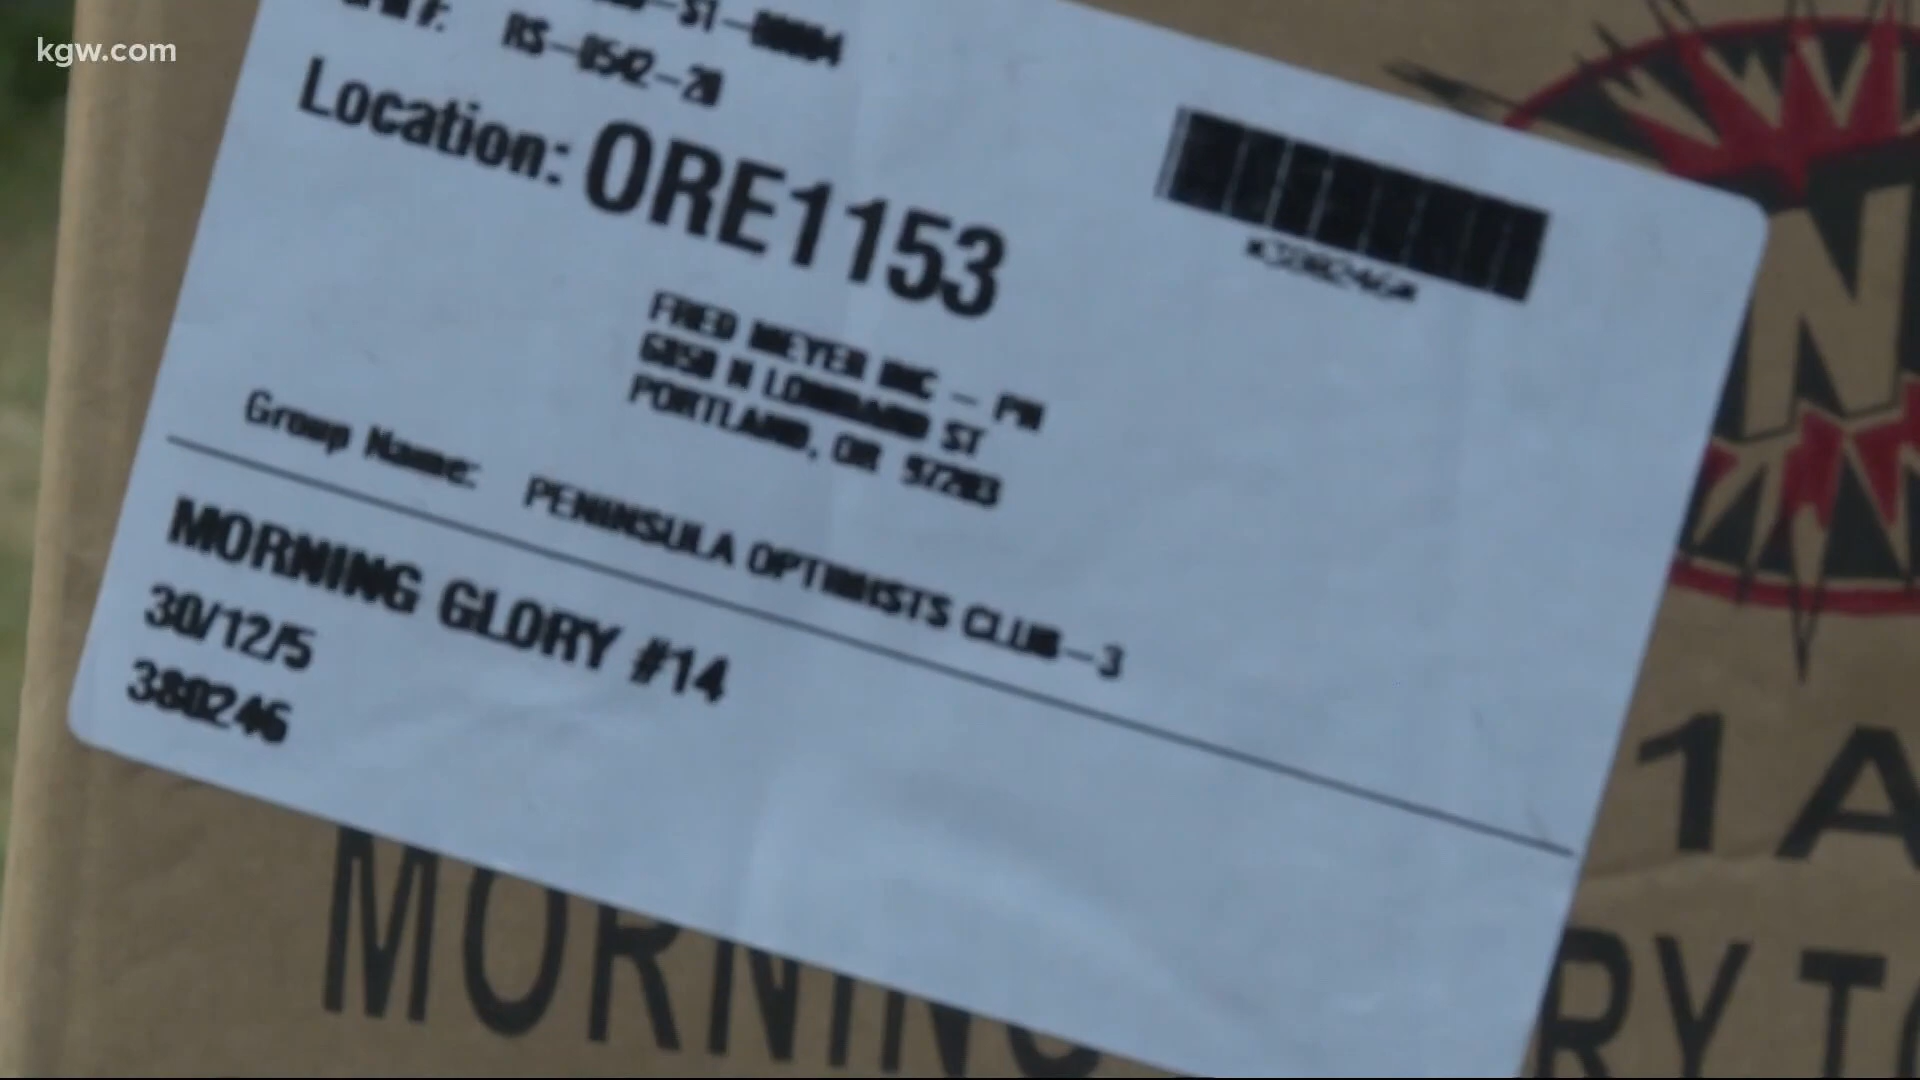 kgw.com
RS-0542-20
Location: ORE1153
FRED MEYER INC - PN
6850 N LOMBARD ST
PORTLAND, OR 97203
Group Name: PENINSULA OPTIMISTS CLUB-3
MORNING GLORY #14
30/12/5
380246
1A
MORNIN
RY TO